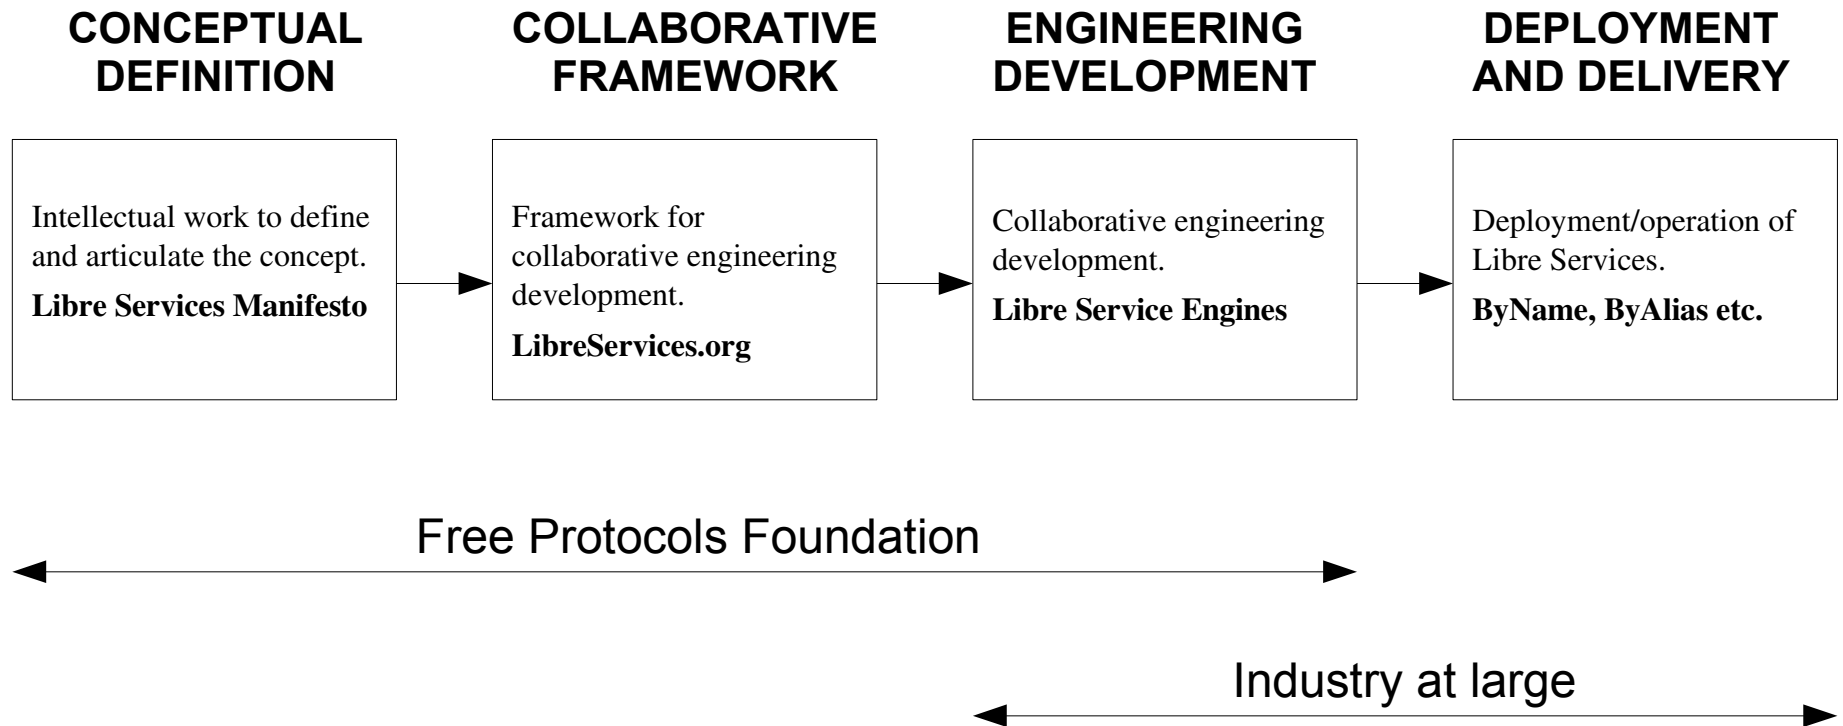 CONCEPTUAL
DEFINITION
COLLABORATIVE
FRAMEWORK
ENGINEERING
DEVELOPMENT
DEPLOYMENT
AND DELIVERY
Intellectual work to define
and articulate the concept.
Libre Services Manifesto
Framework for
collaborative engineering
development.
LibreServices.org
Collaborative engineering
development.
Libre Service Engines
Deployment/operation of
Libre Services.
ByName, ByAlias etc.
Free Protocols Foundation
Industry at large